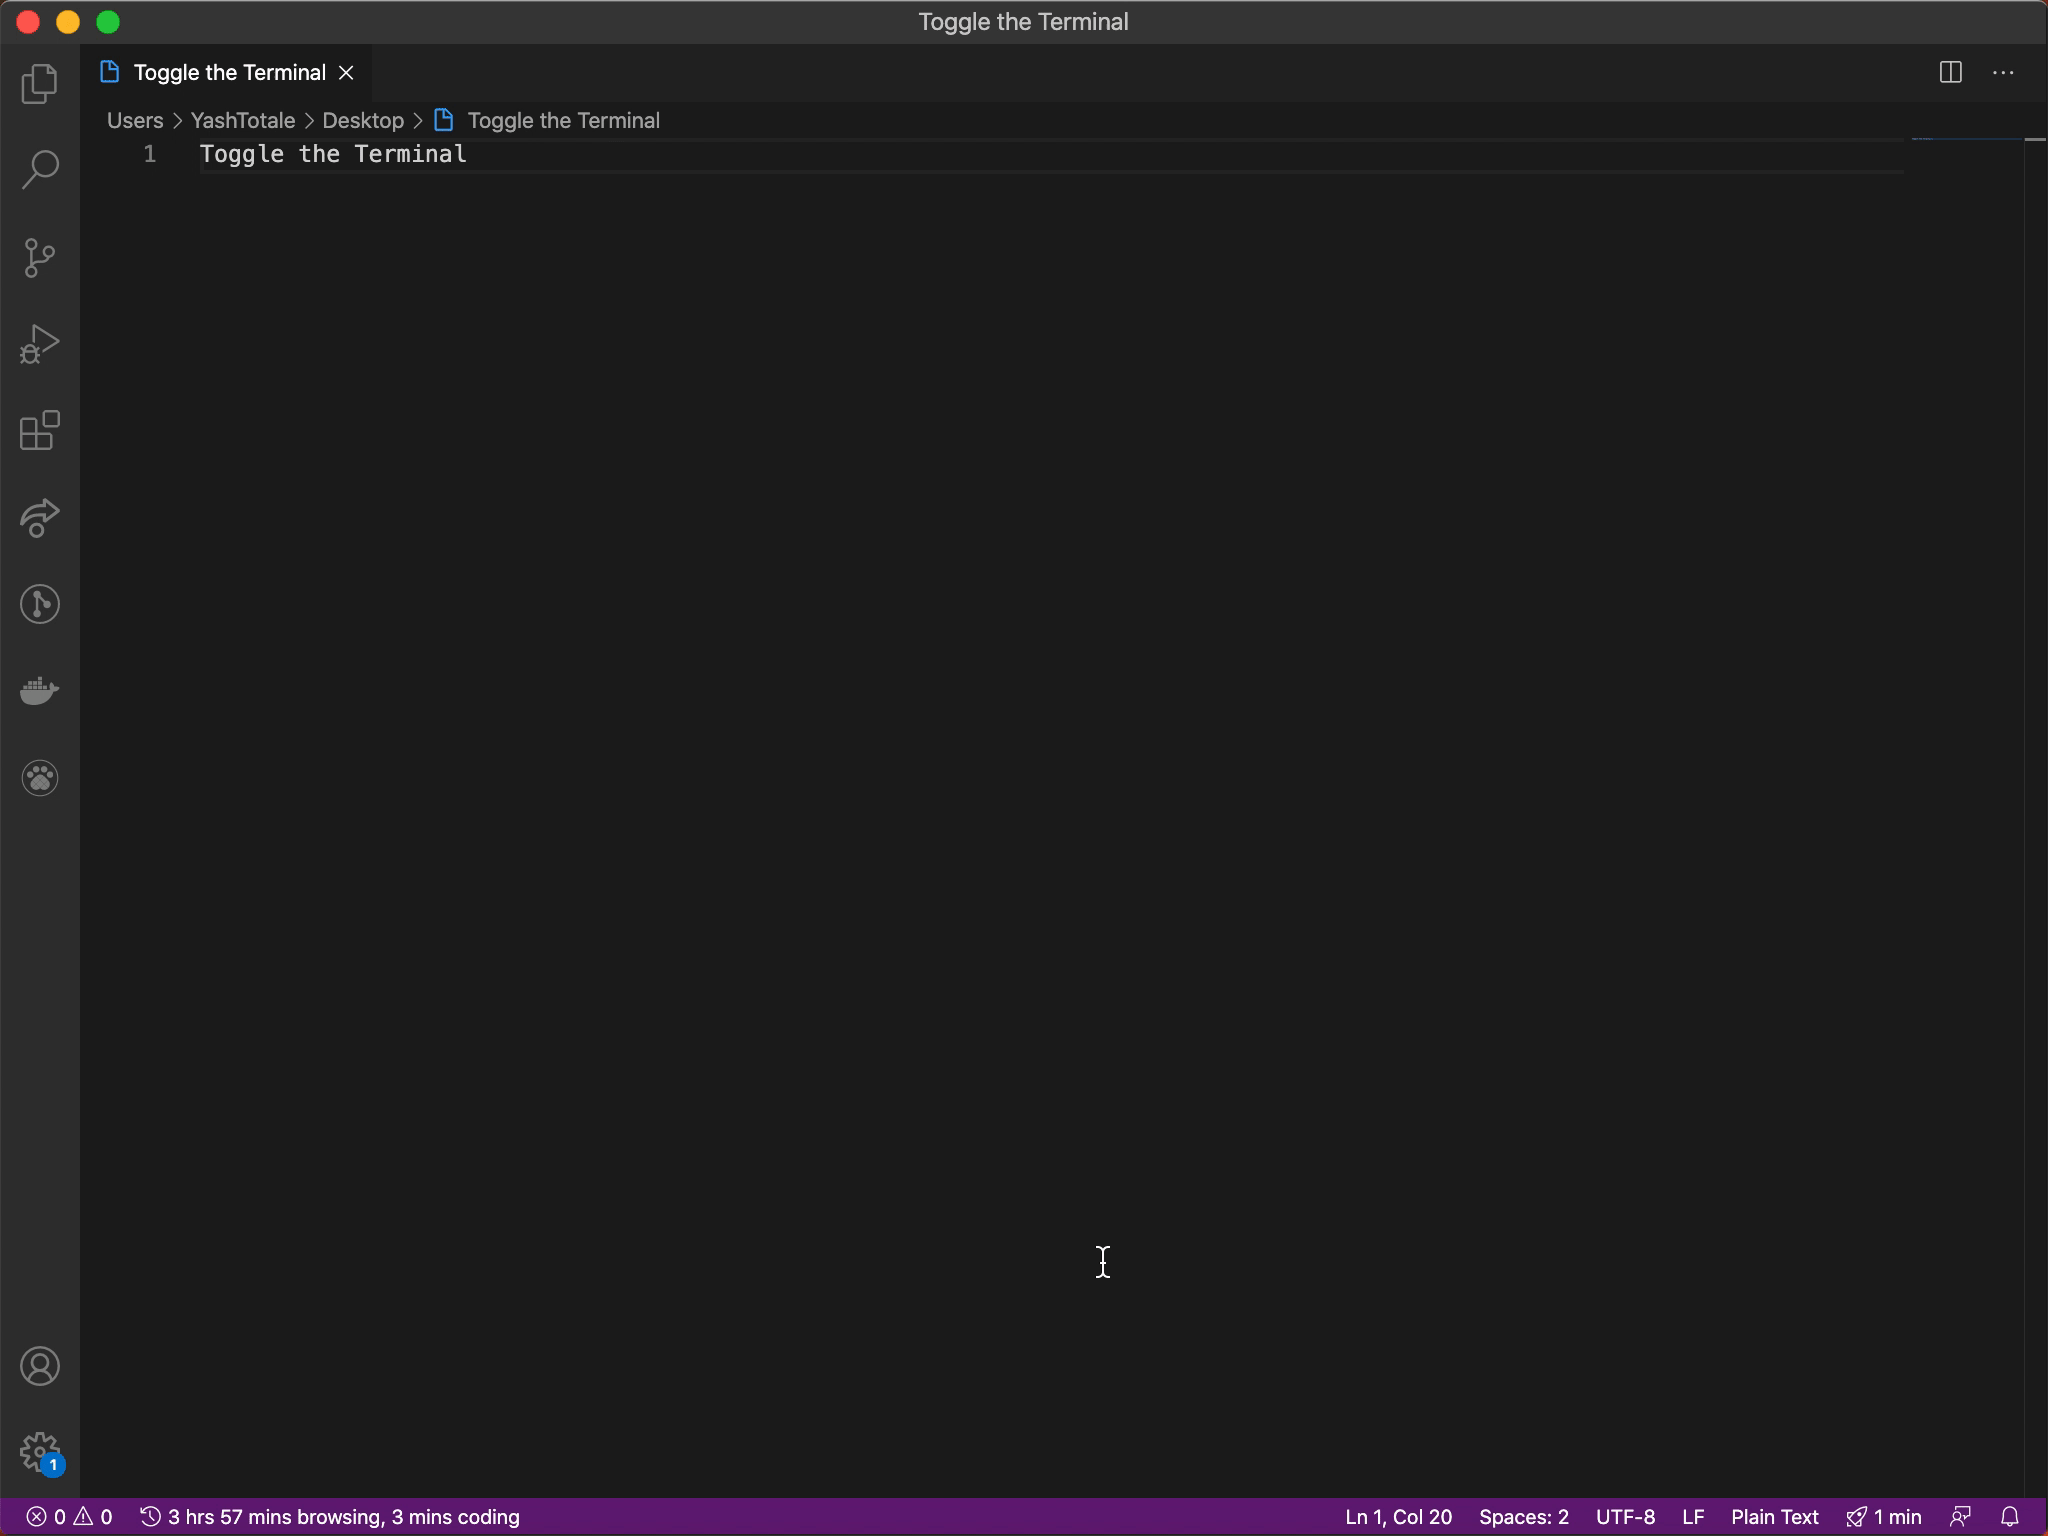 Toggle the Terminal
Toggle the Terminal
Users > YashTotale > Desktop > Toggle the Terminal
1 Toggle the Terminal
1
0 0 3 hrs 57 mins browsing, 3 mins coding Ln 1, Col 20 Spaces: 2 UTF-8 LF Plain Text 1 min